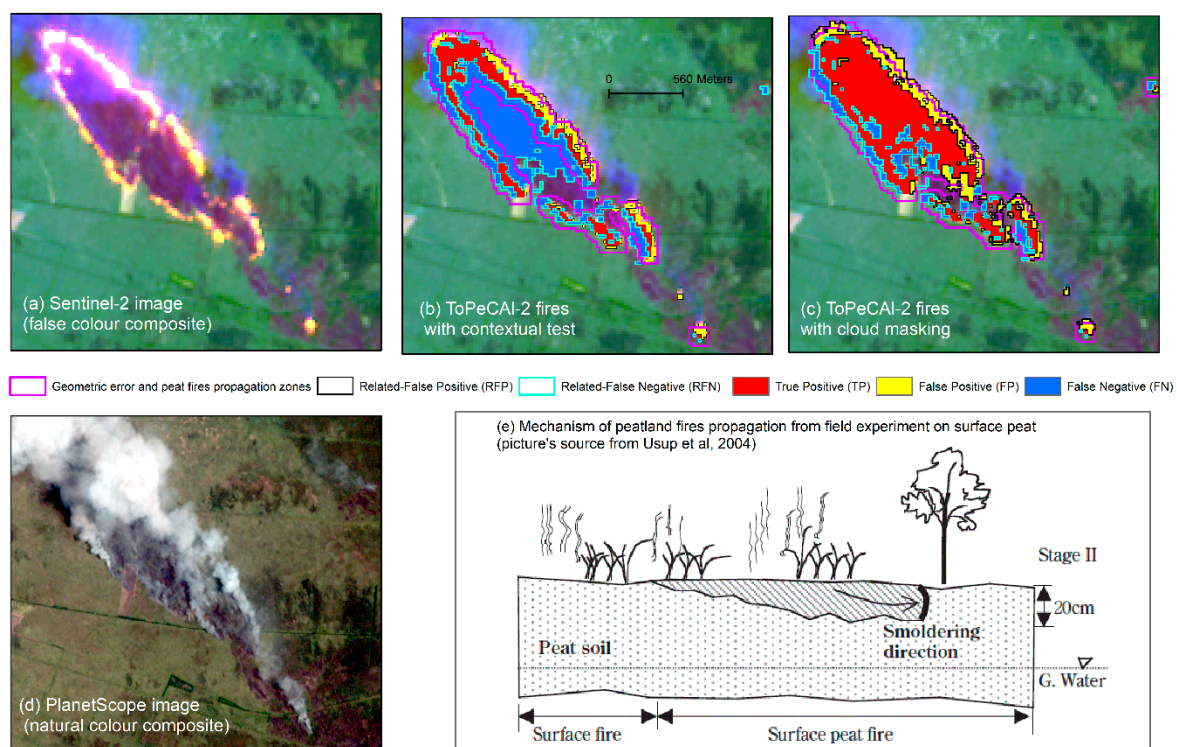 (a) Sentinel-2 image
(false colour composite)
0 560 Meters
(b) ToPeCAl-2 fires
with contextual test
(c) ToPeCAl-2 fires
with cloud masking
Geometric error and peat fires propagation zones
Related-False Positive (RFP)
Related-False Negative (RFN)
True Positive (TP)
False Positive (FP)
False Negative (FN)
(d) PlanetScope image
(natural colour composite)
(e) Mechanism of peatland fires propagation from field experiment on surface peat
(picture's source from Usup et al, 2004)
Stage II
20cm
Smoldering
direction
Peat soil
G. Water
Surface fire
Surface peat fire